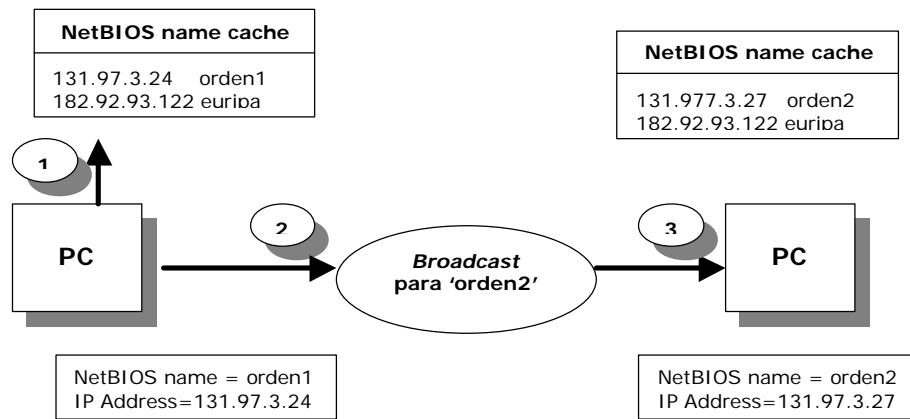 NetBIOS name cache
131.97.3.24 orden1
182.92.93.122 euripa
NetBIOS name cache
131.977.3.27 orden2
182.92.93.122 euripa
1
2
3
PC
Broadcast
para ‘orden2’
PC
NetBIOS name = orden1
IP Address=131.97.3.24
NetBIOS name = orden2
IP Address=131.97.3.27